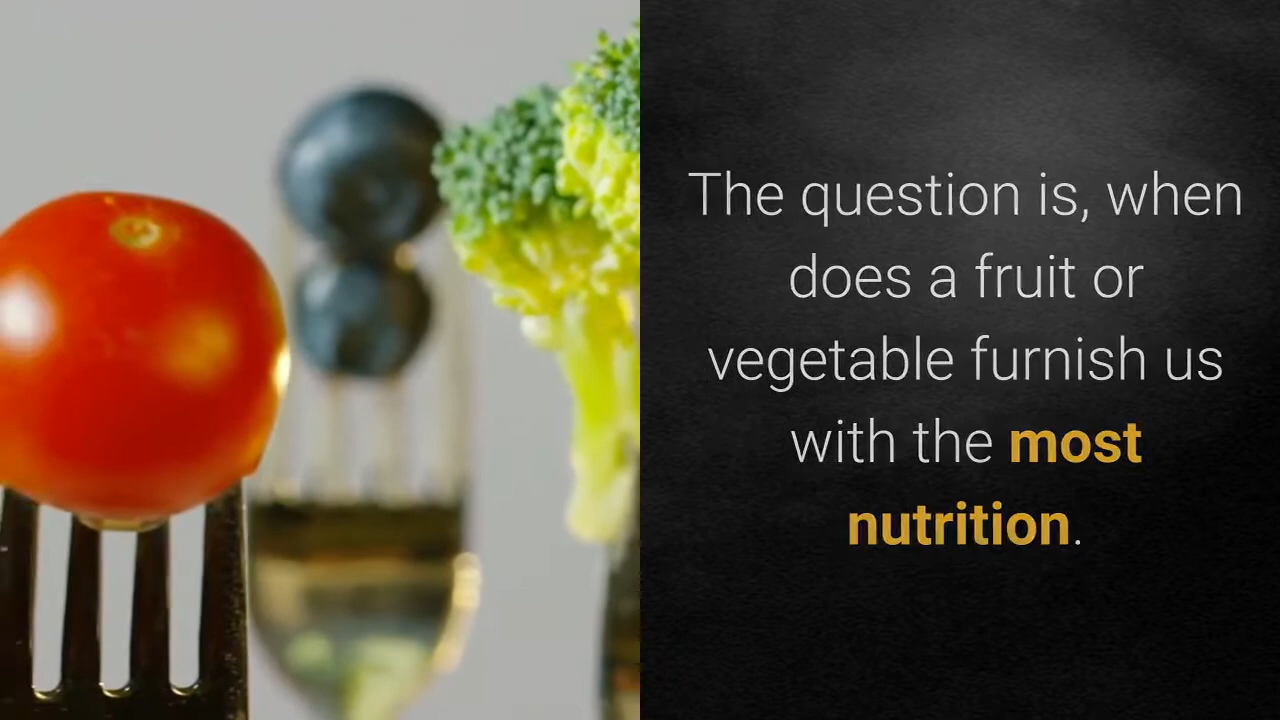 The question is, when
does a fruit or
vegetable furnish us
with the most
nutrition.